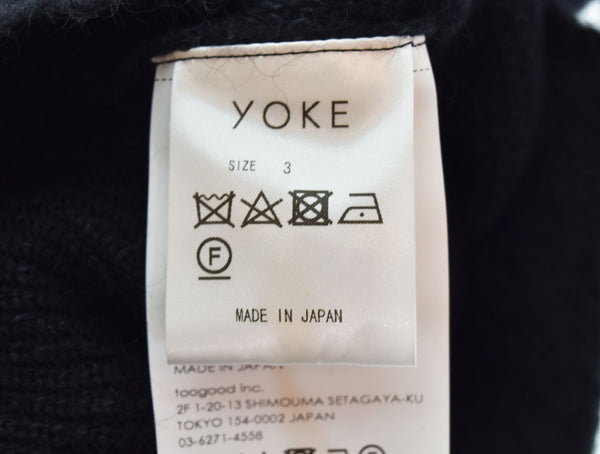 YOKE
SIZE 3
F
MADE IN JAPAN
MADE IN JAPAN
toogood inc.
2F 1-20-13 SHIMOUMA SETAGAYA-KU
TOKYO 154-0002 JAPAN
03-6271-4558